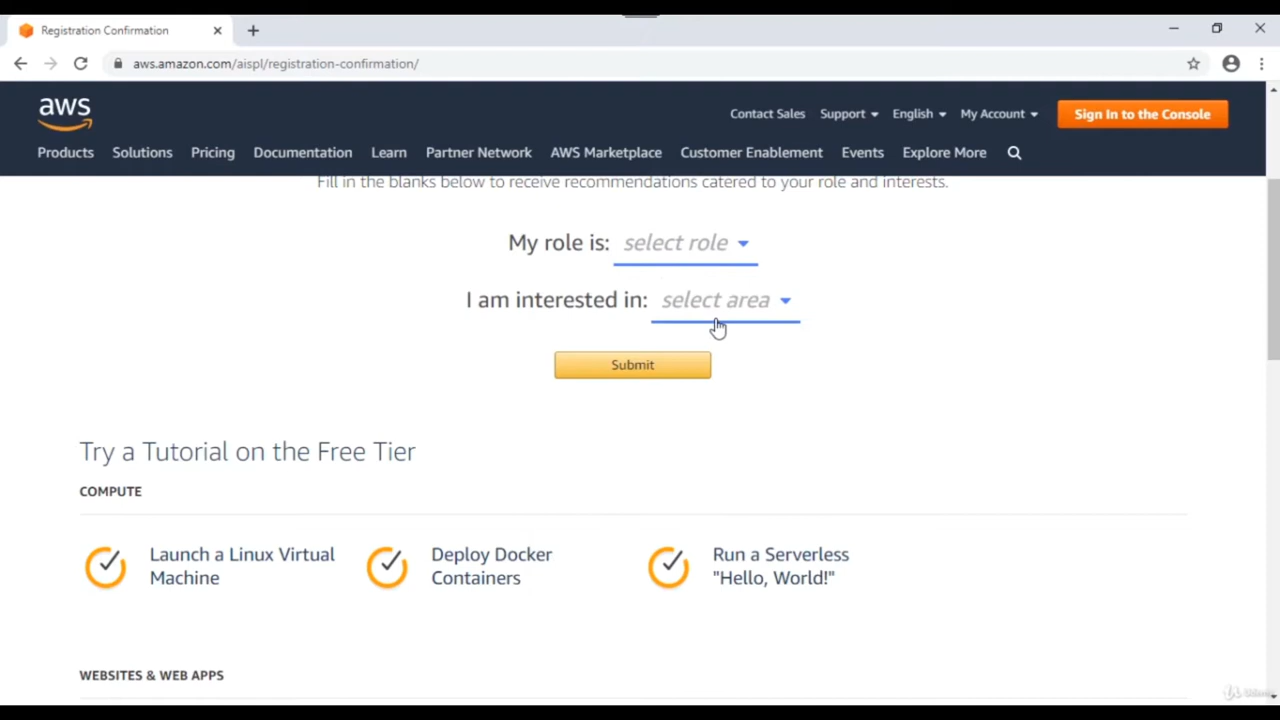 Registration Confirmation
aws.amazon.com/aispl/registration-confirmation/
aws
Contact Sales Support English My Account Sign In to the Console
Products Solutions Pricing Documentation Learn Partner Network AWS Marketplace Customer Enablement Events Explore More
Fill in the blanks below to receive recommendations catered to your role and interests.
My role is: select role
I am interested in: select area
Submit
Try a Tutorial on the Free Tier
COMPUTE
Launch a Linux Virtual
Machine
Deploy Docker
Containers
Run a Serverless
"Hello, World!"
WEBSITES & WEB APPS